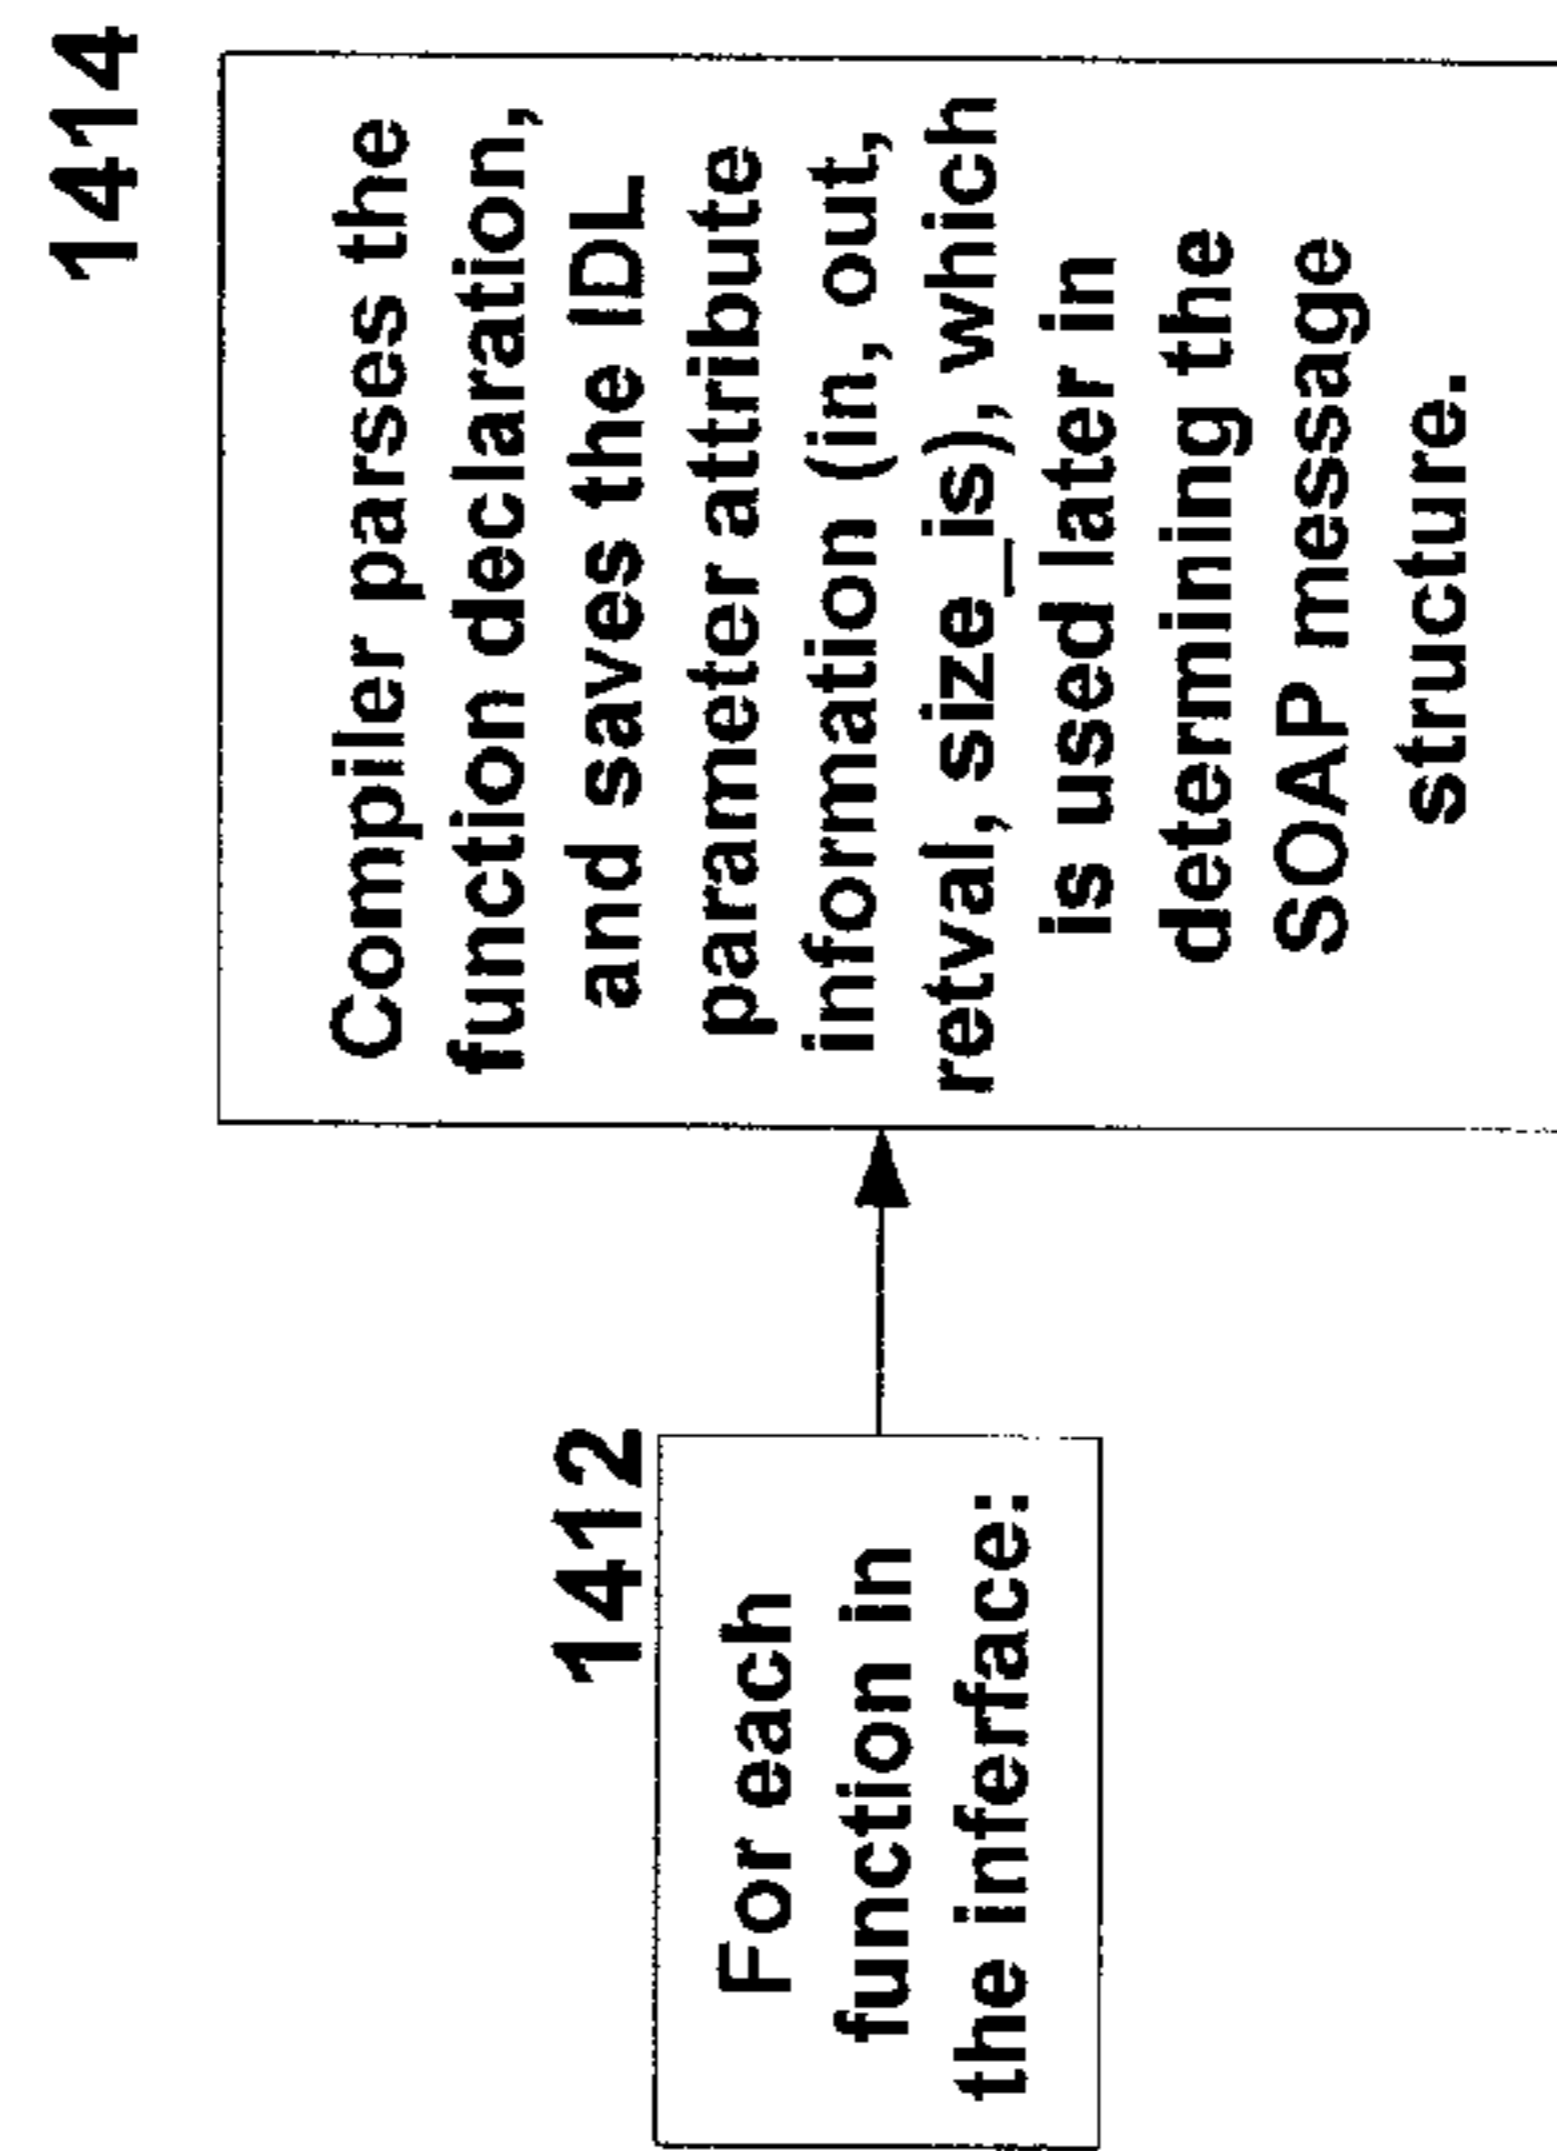 1412
For each
function in
the inferface:
1414
Compiler parses the
function declaration,
and saves the IDL
parameter attribute
information (in, out,
retval, size_is), which
is used later in
determining the
SOAP message
structure.